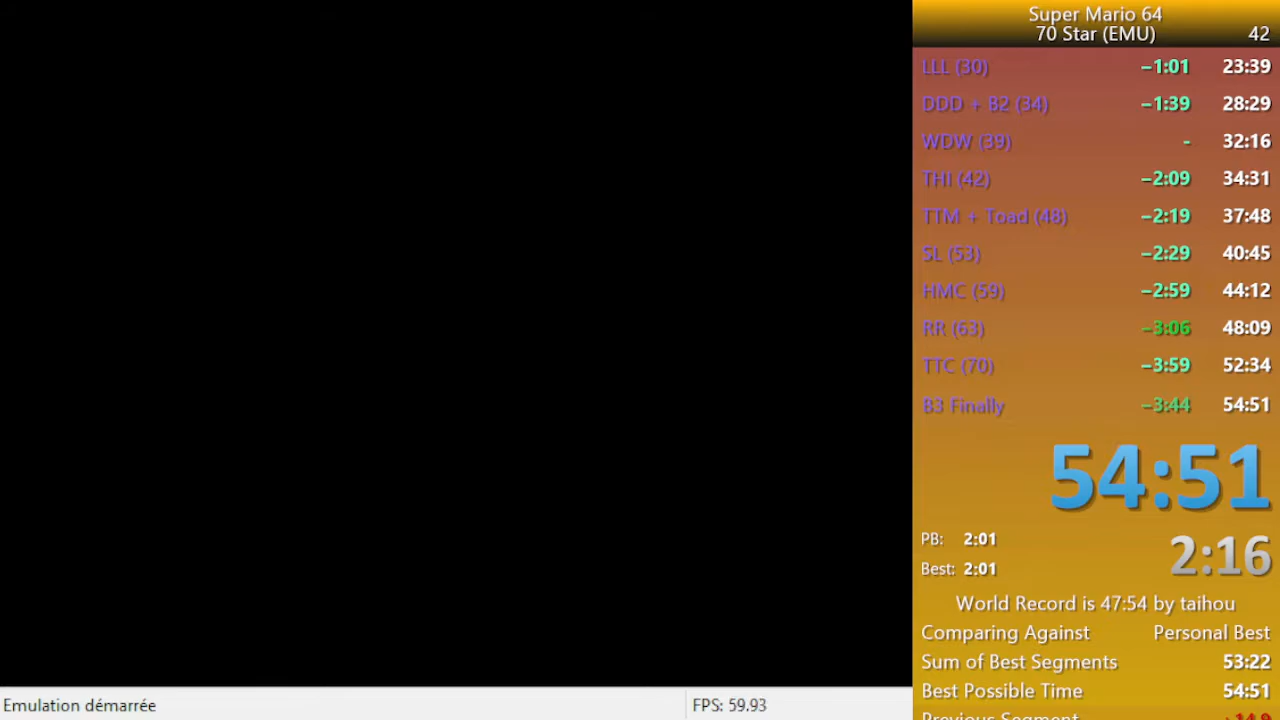 Super Mario 64
70 Star (EMU) 42
LLL (30) −1:01 23:39
DDD + B2 (34) −1:39 28:29
WDW (39) - 32:16
THI (42) −2:09 34:31
TTM + Toad (48) −2:19 37:48
SL (53) −2:29 40:45
HMC (59) −2:59 44:12
RR (63) −3:06 48:09
TTC (70) −3:59 52:34
B3 Finally −3:44 54:51
54:51
PB: 2:01
2:16
Best: 2:01
World Record is 47:54 by taihou
Comparing Against Personal Best
Sum of Best Segments 53:22
Best Possible Time 54:51
Previous Segment +14.9
Emulation démarrée FPS: 59.93